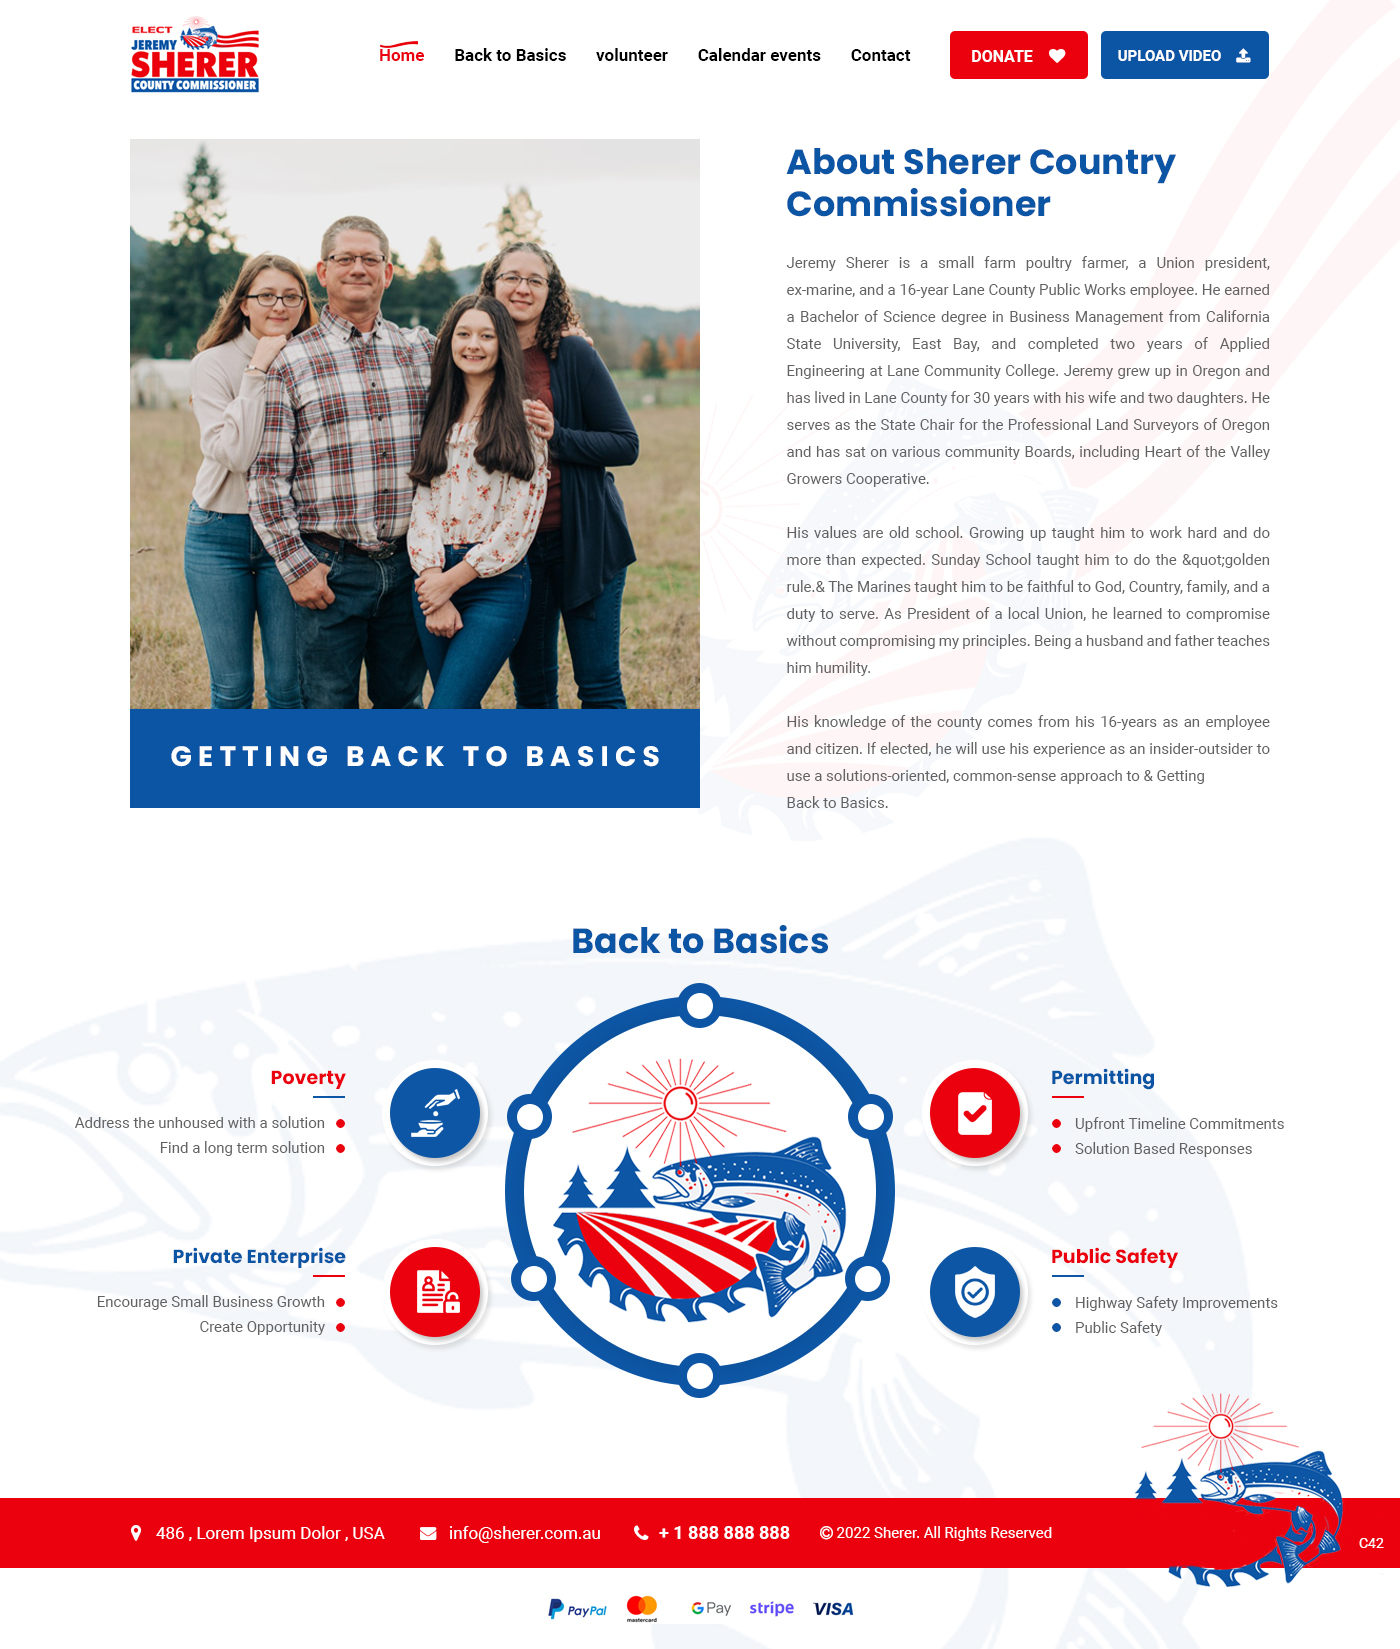 ELECT
JEREMY
SHERER
COUNTY COMMISSIONER
Home Back to Basics volunteer Calendar events Contact DONATE UPLOAD VIDEO
GETTING BACK TO BASICS
About Sherer Country
Commissioner
Jeremy Sherer is a small farm poultry farmer, a Union president,
ex-marine, and a 16-year Lane County Public Works employee. He earned
a Bachelor of Science degree in Business Management from California
State University, East Bay, and completed two years of Applied
Engineering at Lane Community College. Jeremy grew up in Oregon and
has lived in Lane County for 30 years with his wife and two daughters. He
serves as the State Chair for the Professional Land Surveyors of Oregon
and has sat on various community Boards, including Heart of the Valley
Growers Cooperative.
His values are old school. Growing up taught him to work hard and do
more than expected. Sunday School taught him to do the &quot;golden
rule.& The Marines taught him to be faithful to God, Country, family, and a
duty to serve. As President of a local Union, he learned to compromise
without compromising my principles. Being a husband and father teaches
him humility.
His knowledge of the county comes from his 16-years as an employee
and citizen. If elected, he will use his experience as an insider-outsider to
use a solutions-oriented, common-sense approach to & Getting
Back to Basics.
Back to Basics
Poverty
Address the unhoused with a solution
Find a long term solution
Private Enterprise
Encourage Small Business Growth
Create Opportunity
Permitting
Upfront Timeline Commitments
Solution Based Responses
Public Safety
Highway Safety Improvements
Public Safety
486 , Lorem Ipsum Dolor , USA info@sherer.com.au + 1 888 888 888 © 2022 Sherer. All Rights Reserved C42
PayPal mastercard G Pay stripe VISA